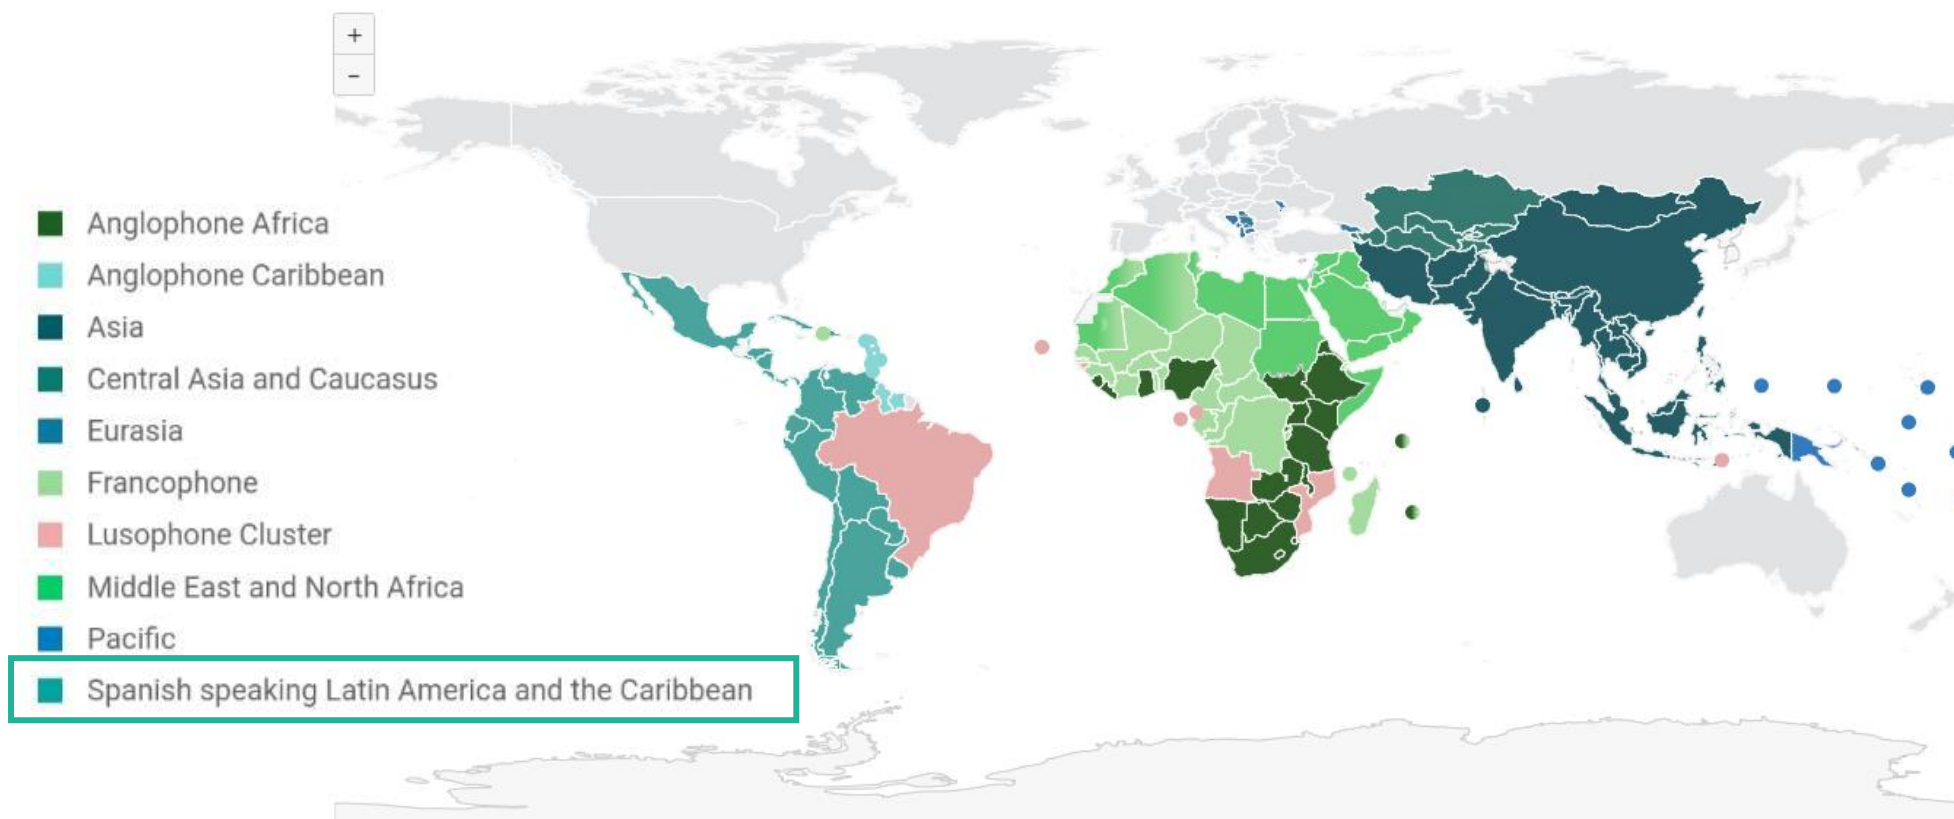 +
−
Anglophone Africa
Anglophone Caribbean
Asia
Central Asia and Caucasus
Eurasia
Francophone
Lusophone Cluster
Middle East and North Africa
Pacific
Spanish speaking Latin America and the Caribbean